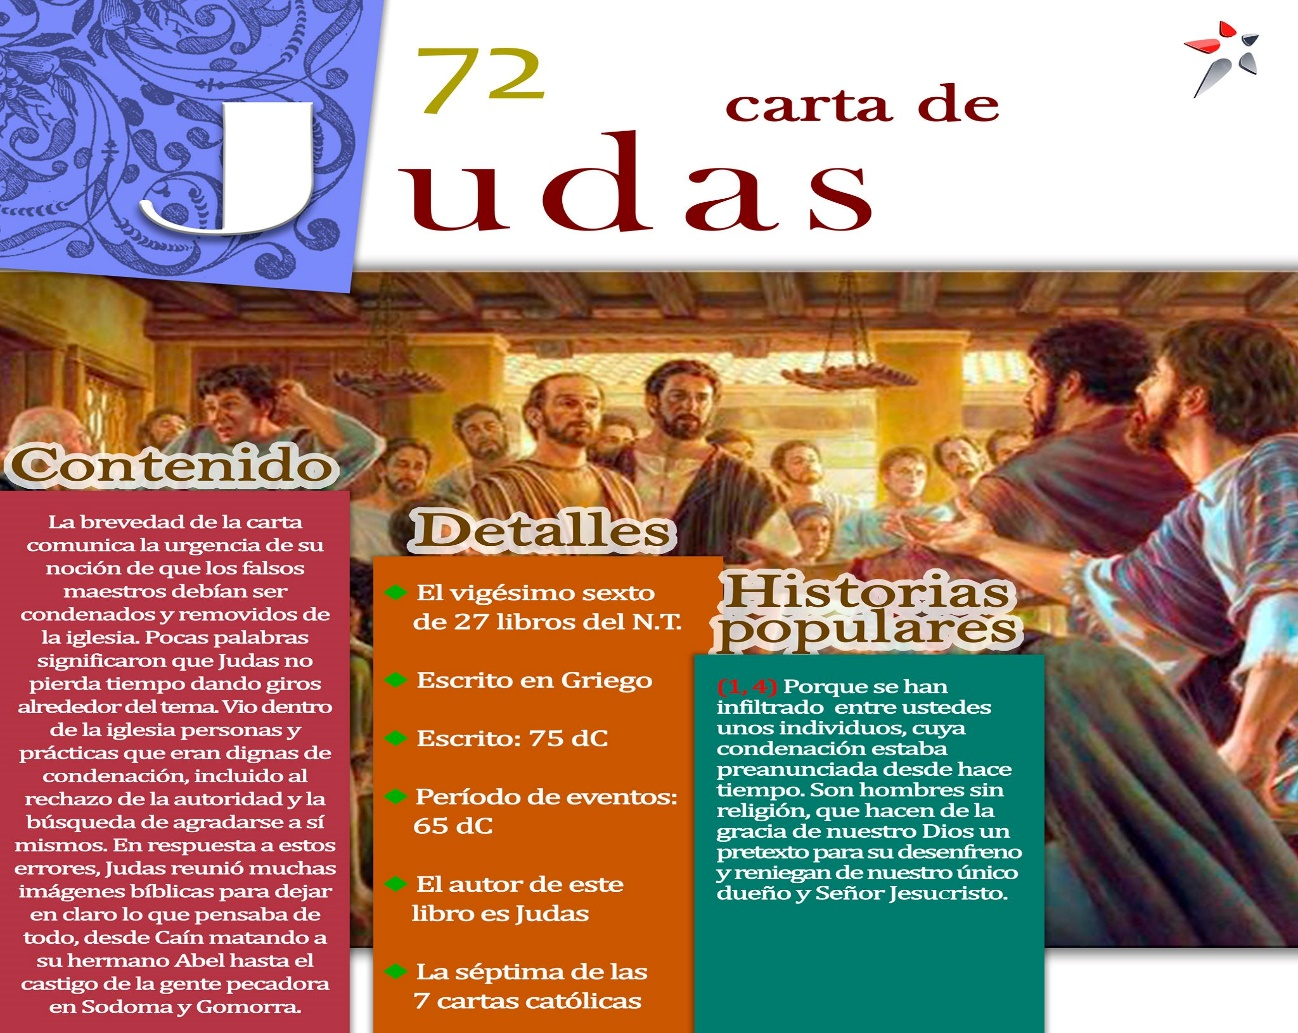 72
carta de
Judas
Contenido
La brevedad de la carta
comunica la urgencia de su
noción de que los falsos
maestros debían ser
condenados y removidos de
la iglesia. Pocas palabras
significaron que Judas no
pierda tiempo dando giros
alrededor del tema. Vio dentro
de la iglesia personas y
prácticas que eran dignas de
condenación, incluido al
rechazo de la autoridad y la
búsqueda de agradarse a sí
mismos. En respuesta a estos
errores, Judas reunió muchas
imágenes bíblicas para dejar
en claro lo que pensaba de
todo, desde Caín matando a
su hermano Abel hasta el
castigo de la gente pecadora
en Sodoma y Gomorra.
Detalles
El vigésimo sexto
de 27 libros del N.T.
Escrito en Griego
Escrito: 75 dC
Período de eventos:
65 dC
El autor de este
libro es Judas
La séptima de las
7 cartas católicas
Historias
populares
(1, 4) Porque se han
infiltrado entre ustedes
unos individuos, cuya
condenación estaba
preanunciada desde hace
tiempo. Son hombres sin
religión, que hacen de la
gracia de nuestro Dios un
pretexto para su desenfreno
y reniegan de nuestro único
dueño y Señor Jesucristo.